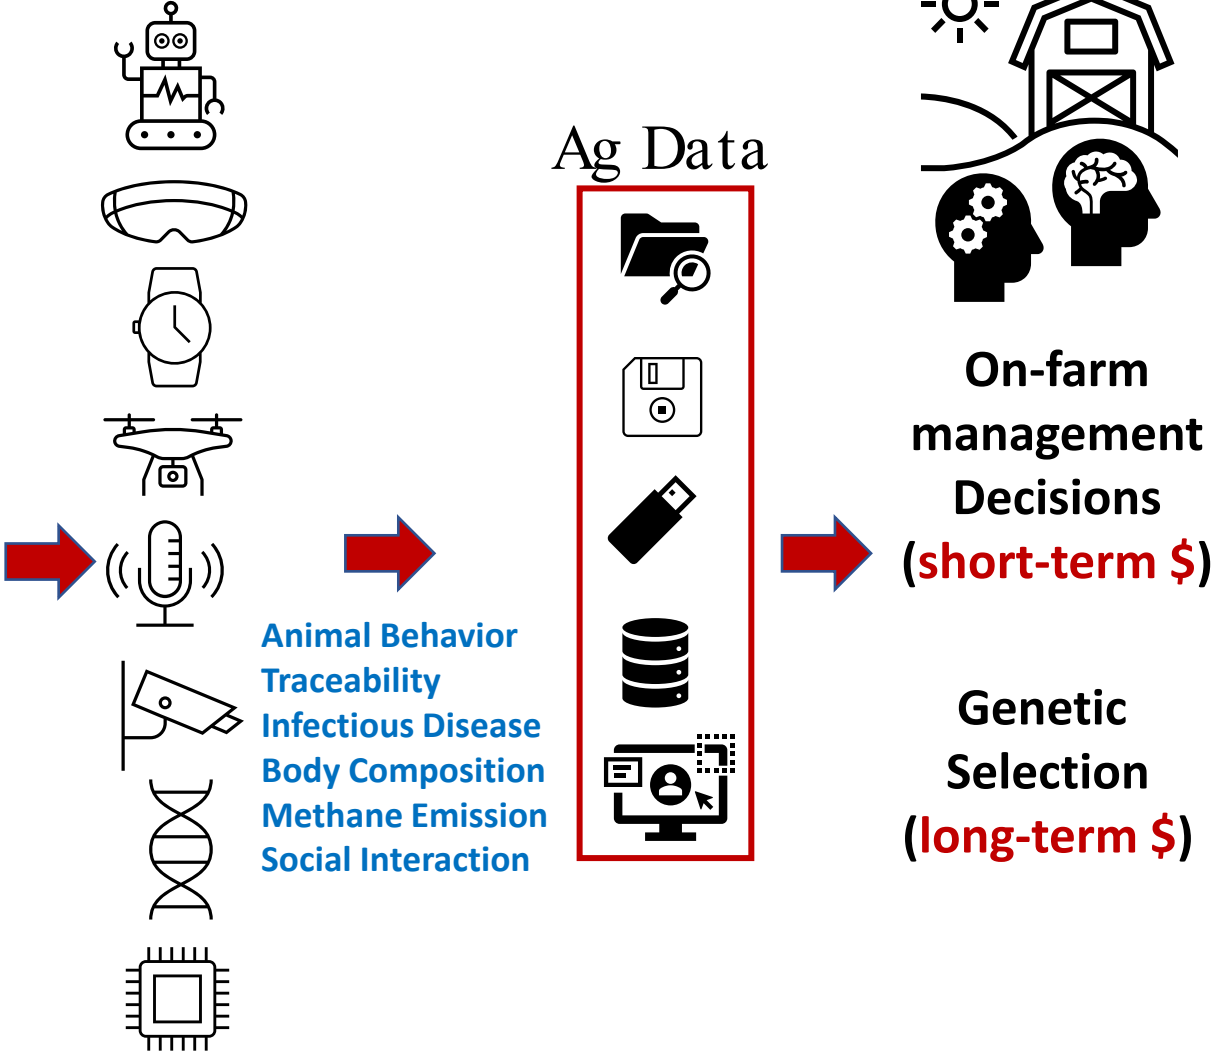 Ag Data
On-farm
management
Decisions
(short-term $)
Animal Behavior
Traceability
Infectious Disease
Body Composition
Methane Emission
Social Interaction
Genetic
Selection
(long-term $)